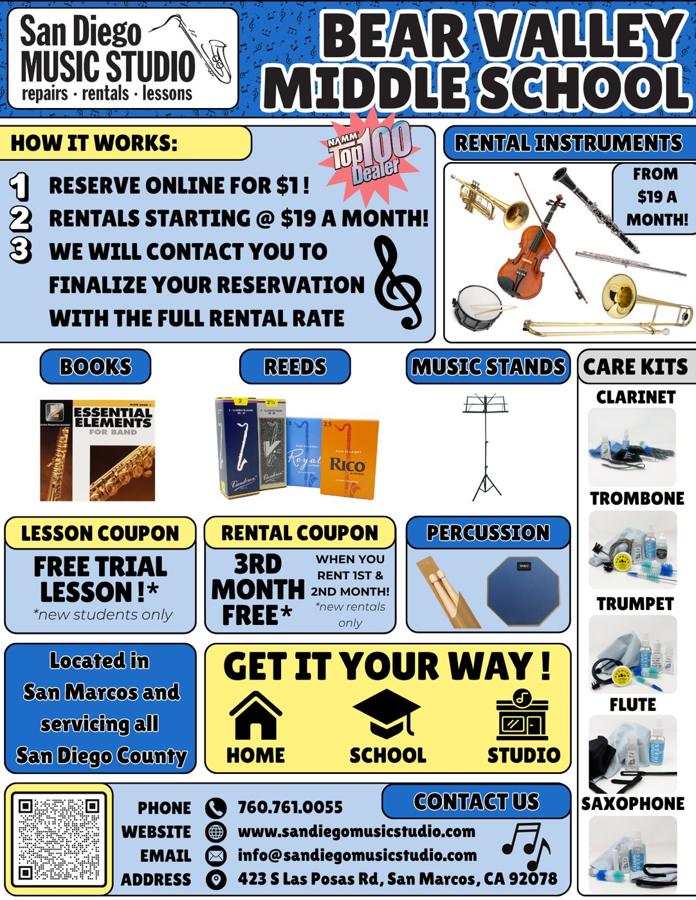 San Diego
MUSIC STUDIO
repairs · rentals · lessons
BEAR VALLEY
MIDDLE SCHOOL
HOW IT WORKS:
NAMM
Top 100
Dealer
1 RESERVE ONLINE FOR $1!
2 RENTALS STARTING @ $19 A MONTH!
3 WE WILL CONTACT YOU TO
FINALIZE YOUR RESERVATION
WITH THE FULL RENTAL RATE
RENTAL INSTRUMENTS
FROM
$19 A
MONTH!
BOOKS
ESSENTIAL
ELEMENTS
FOR BAND
REEDS
Royal
RICO
MUSIC STANDS
CARE KITS
CLARINET
TROMBONE
TRUMPET
FLUTE
SAXOPHONE
LESSON COUPON
FREE TRIAL
LESSON!*
*new students only
RENTAL COUPON
3RD
MONTH
FREE*
WHEN YOU
RENT 1ST &
2ND MONTH!
*new rentals
only
PERCUSSION
Located in
San Marcos and
servicing all
San Diego County
GET IT YOUR WAY!
HOME
SCHOOL
STUDIO
CONTACT US
PHONE 760.761.0055
WEBSITE www.sandiegomusicstudio.com
EMAIL info@sandiegomusicstudio.com
ADDRESS 423 S Las Posas Rd, San Marcos, CA 92078